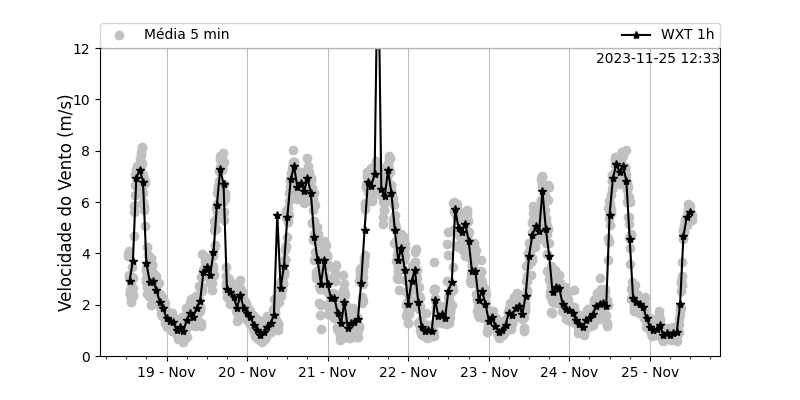 Média 5 min
WXT 1h
2023-11-25 12:33
Velocidade do Vento (m/s)
12
10
8
6
4
2
0
19 - Nov 20 - Nov 21 - Nov 22 - Nov 23 - Nov 24 - Nov 25 - Nov